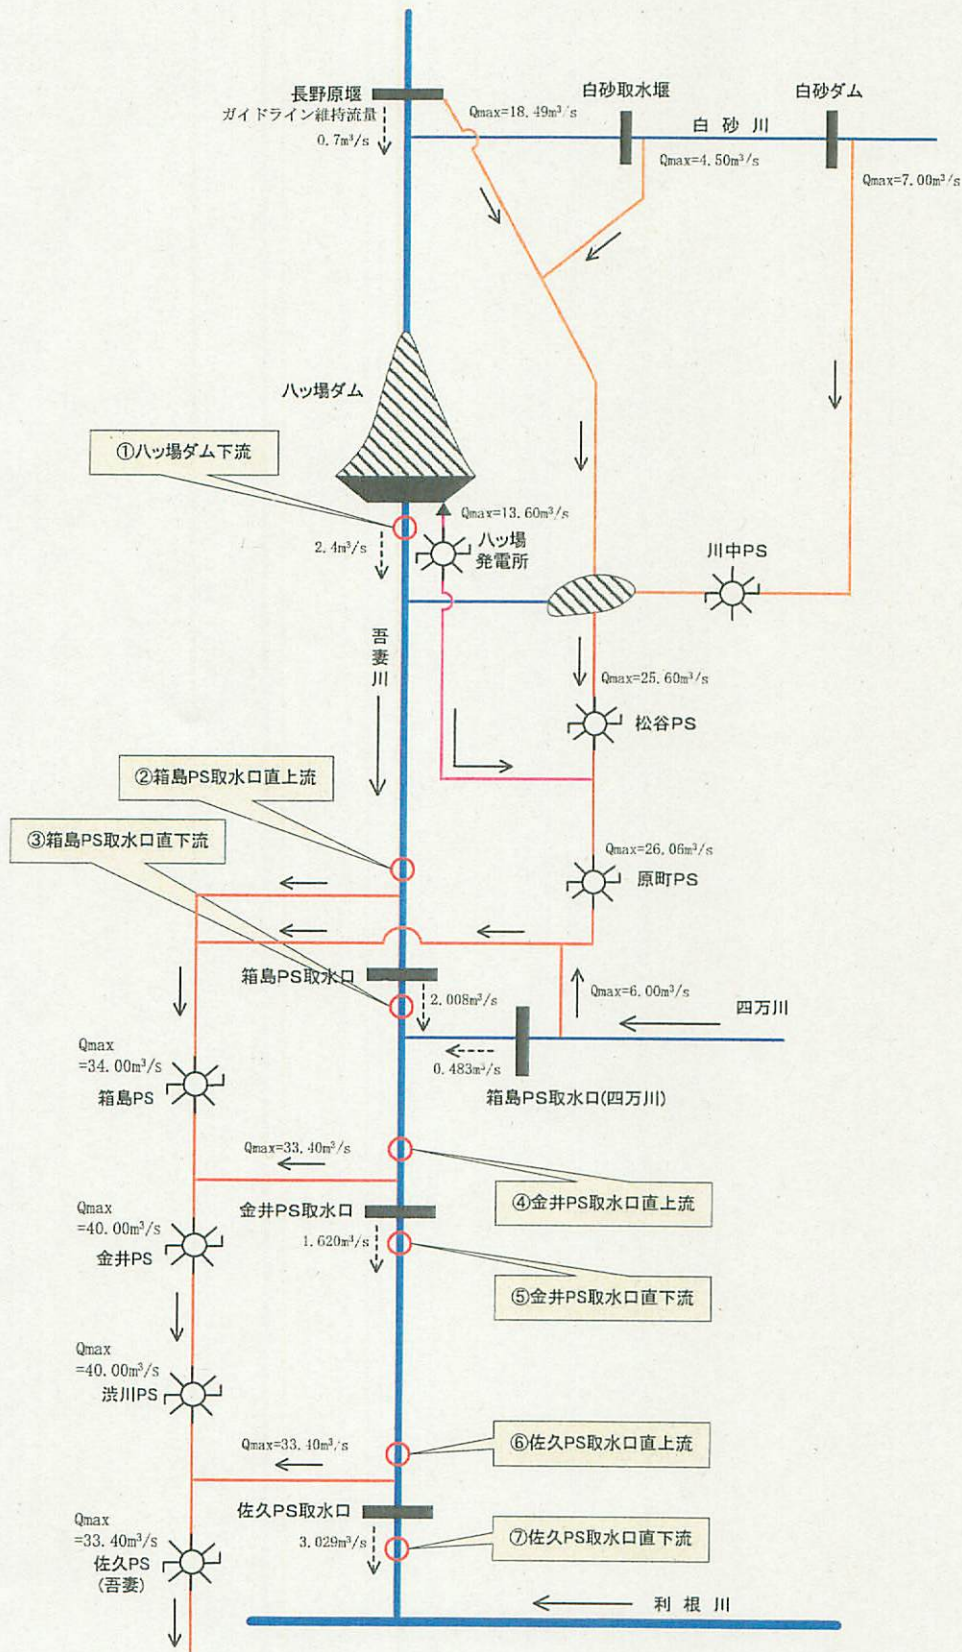 長野原堰
ガイドライン維持流量
0.7m³/s
Qmax=18.49m³/s
白砂取水堰
白砂川
白砂ダム
Qmax=4.50m³/s
Qmax=7.00m³/s
八ッ場ダム
①八ッ場ダム下流
2.4m³/s
Qmax=13.60m³/s
八ッ場
発電所
川中PS
吾妻川
Qmax=25.60m³/s
松谷PS
②箱島PS取水口直上流
③箱島PS取水口直下流
Qmax=26.06m³/s
原町PS
箱島PS取水口
2.008m³/s
Qmax=6.00m³/s
四万川
0.483m³/s
箱島PS取水口(四万川)
Qmax
=34.00m³/s
箱島PS
Qmax=33.40m³/s
④金井PS取水口直上流
Qmax
=40.00m³/s
金井PS
金井PS取水口
1.620m³/s
⑤金井PS取水口直下流
Qmax
=40.00m³/s
渋川PS
Qmax=33.40m³/s
⑥佐久PS取水口直上流
佐久PS取水口
3.029m³/s
⑦佐久PS取水口直下流
Qmax
=33.40m³/s
佐久PS
(吾妻)
利根川